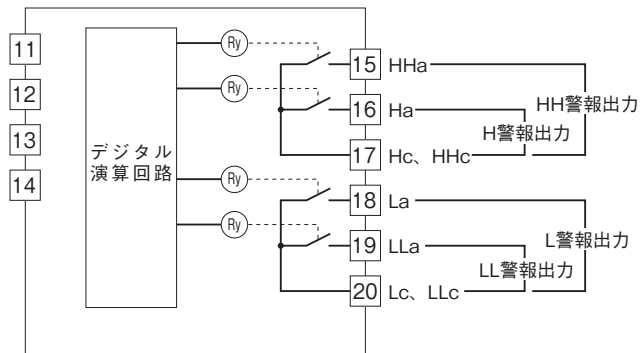 11
12
13
14
デジタル
演算回路
Ry
Ry
Ry
Ry
15 HHa
16 Ha
17 Hc、HHc
18 La
19 LLa
20 Lc、LLc
HH警報出力
H警報出力
L警報出力
LL警報出力